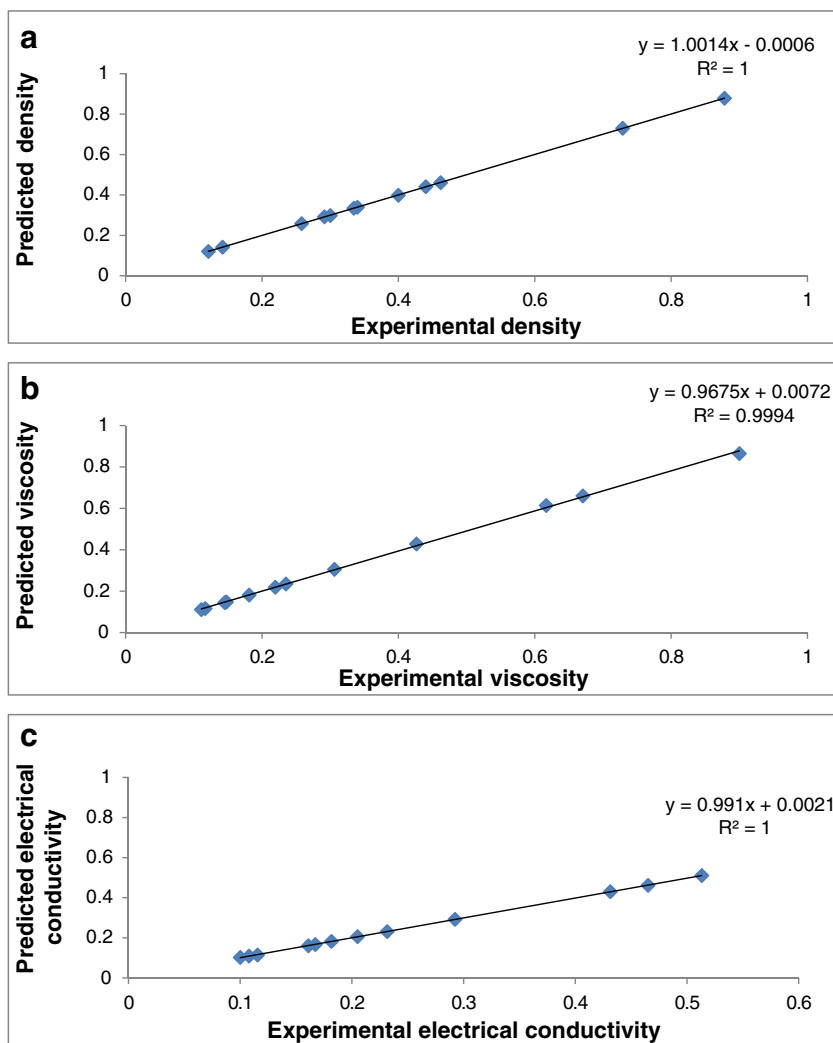 a
y = 1.0014x - 0.0006
R² = 1
Predicted density
1
0.8
0.6
0.4
0.2
0
0 0.2 0.4 0.6 0.8 1
Experimental density
b
y = 0.9675x + 0.0072
R² = 0.9994
Predicted viscosity
1
0.8
0.6
0.4
0.2
0
0 0.2 0.4 0.6 0.8 1
Experimental viscosity
c
y = 0.991x + 0.0021
R² = 1
Predicted electrical
conductivity
1
0.8
0.6
0.4
0.2
0
0 0.1 0.2 0.3 0.4 0.5 0.6
Experimental electrical conductivity